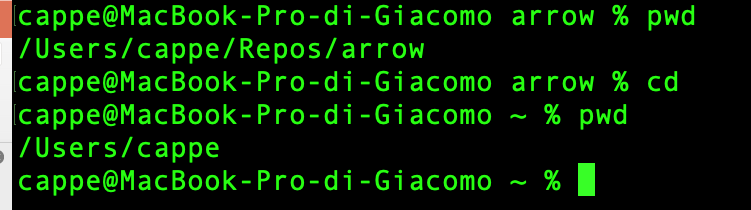 cappe@MacBook-Pro-di-Giacomo arrow % pwd
/Users/cappe/Repos/arrow
cappe@MacBook-Pro-di-Giacomo arrow % cd
cappe@MacBook-Pro-di-Giacomo ~ % pwd
/Users/cappe
cappe@MacBook-Pro-di-Giacomo ~ %